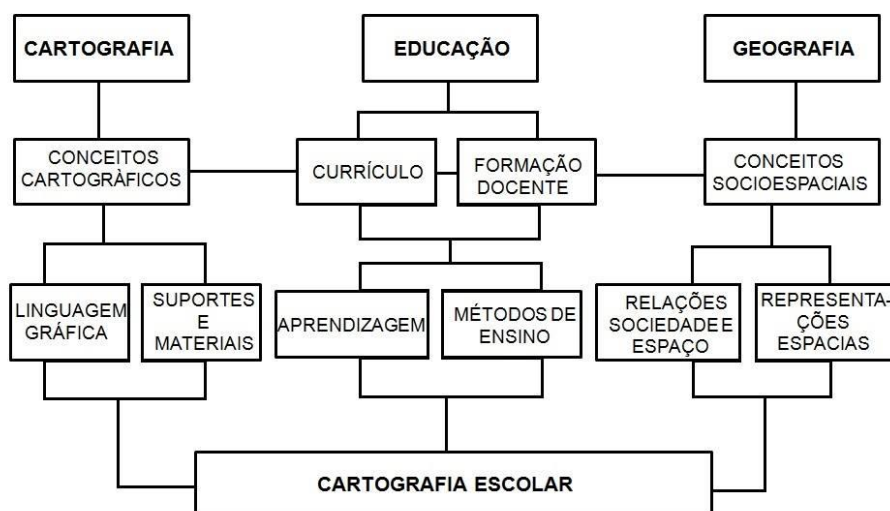 CARTOGRAFIA
EDUCAÇÃO
GEOGRAFIA
CONCEITOS
CARTOGRÀFICOS
CURRÍCULO
FORMAÇÃO
DOCENTE
CONCEITOS
SOCIOESPACIAIS
LINGUAGEM
GRÁFICA
SUPORTES
E
MATERIAIS
APRENDIZAGEM
MÉTODOS DE
ENSINO
RELAÇÕES
SOCIEDADE E
ESPAÇO
REPRESENTA-
ÇÕES
ESPACIAS
CARTOGRAFIA ESCOLAR